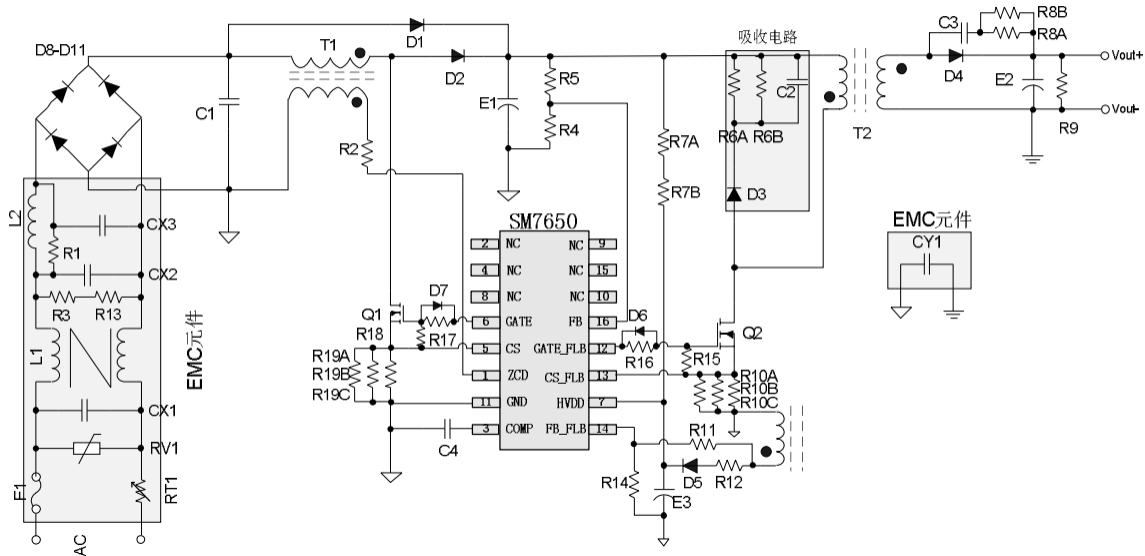 D8-D11
T1
D1
D2
R5
R4
E1
C1
R2
吸收电路
C2
R6A
R6B
R7A
R7B
D3
T2
C3
R8B
R8A
D4
E2
R9
Vout+
Vout-
L2
CX3
R1
CX2
R3
R13
L1
CX1
RV1
F1
RT1
AC
EMC元件
SM7650
2 NC
4 NC
8 NC
6 GATE
5 CS
1 ZCD
11 GND
3 COMP
NC 9
NC 15
NC 10
FB 16
GATE_FLB 12
CS_FLB 13
HVDD 7
FB_FLB 14
Q1
D7
R17
R18
R19A
R19B
R19C
C4
D6
R16
R15
Q2
R10A
R10B
R10C
R11
R12
D5
R14
E3
EMC元件
CY1